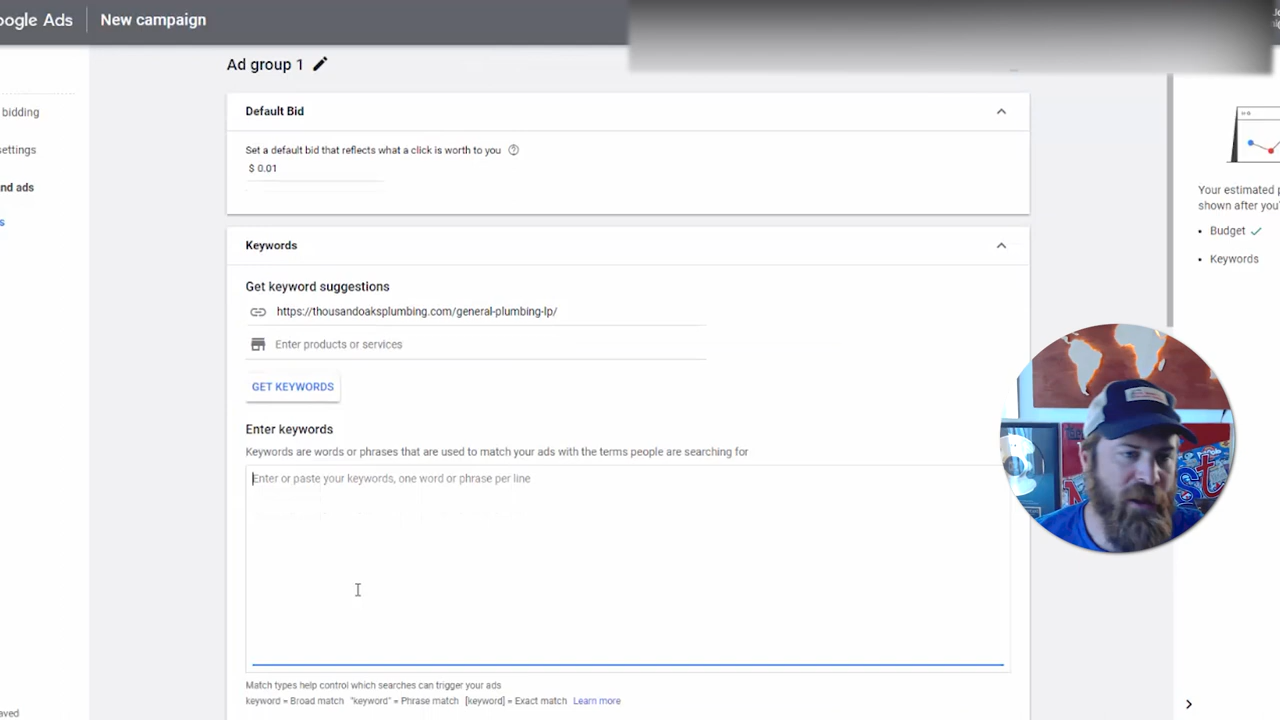 oogle Ads
New campaign
Ad group 1
bidding
settings
nd ads
s
Default Bid
Set a default bid that reflects what a click is worth to you
$ 0.01
Keywords
Get keyword suggestions
https://thousandoaksplumbing.com/general-plumbing-lp/
Enter products or services
GET KEYWORDS
Enter keywords
Keywords are words or phrases that are used to match your ads with the terms people are searching for
Enter or paste your keywords, one word or phrase per line
Match types help control which searches can trigger your ads
keyword = Broad match "keyword" = Phrase match [keyword] = Exact match Learn more
Your estimated p
shown after you'
• Budget
• Keywords
aved